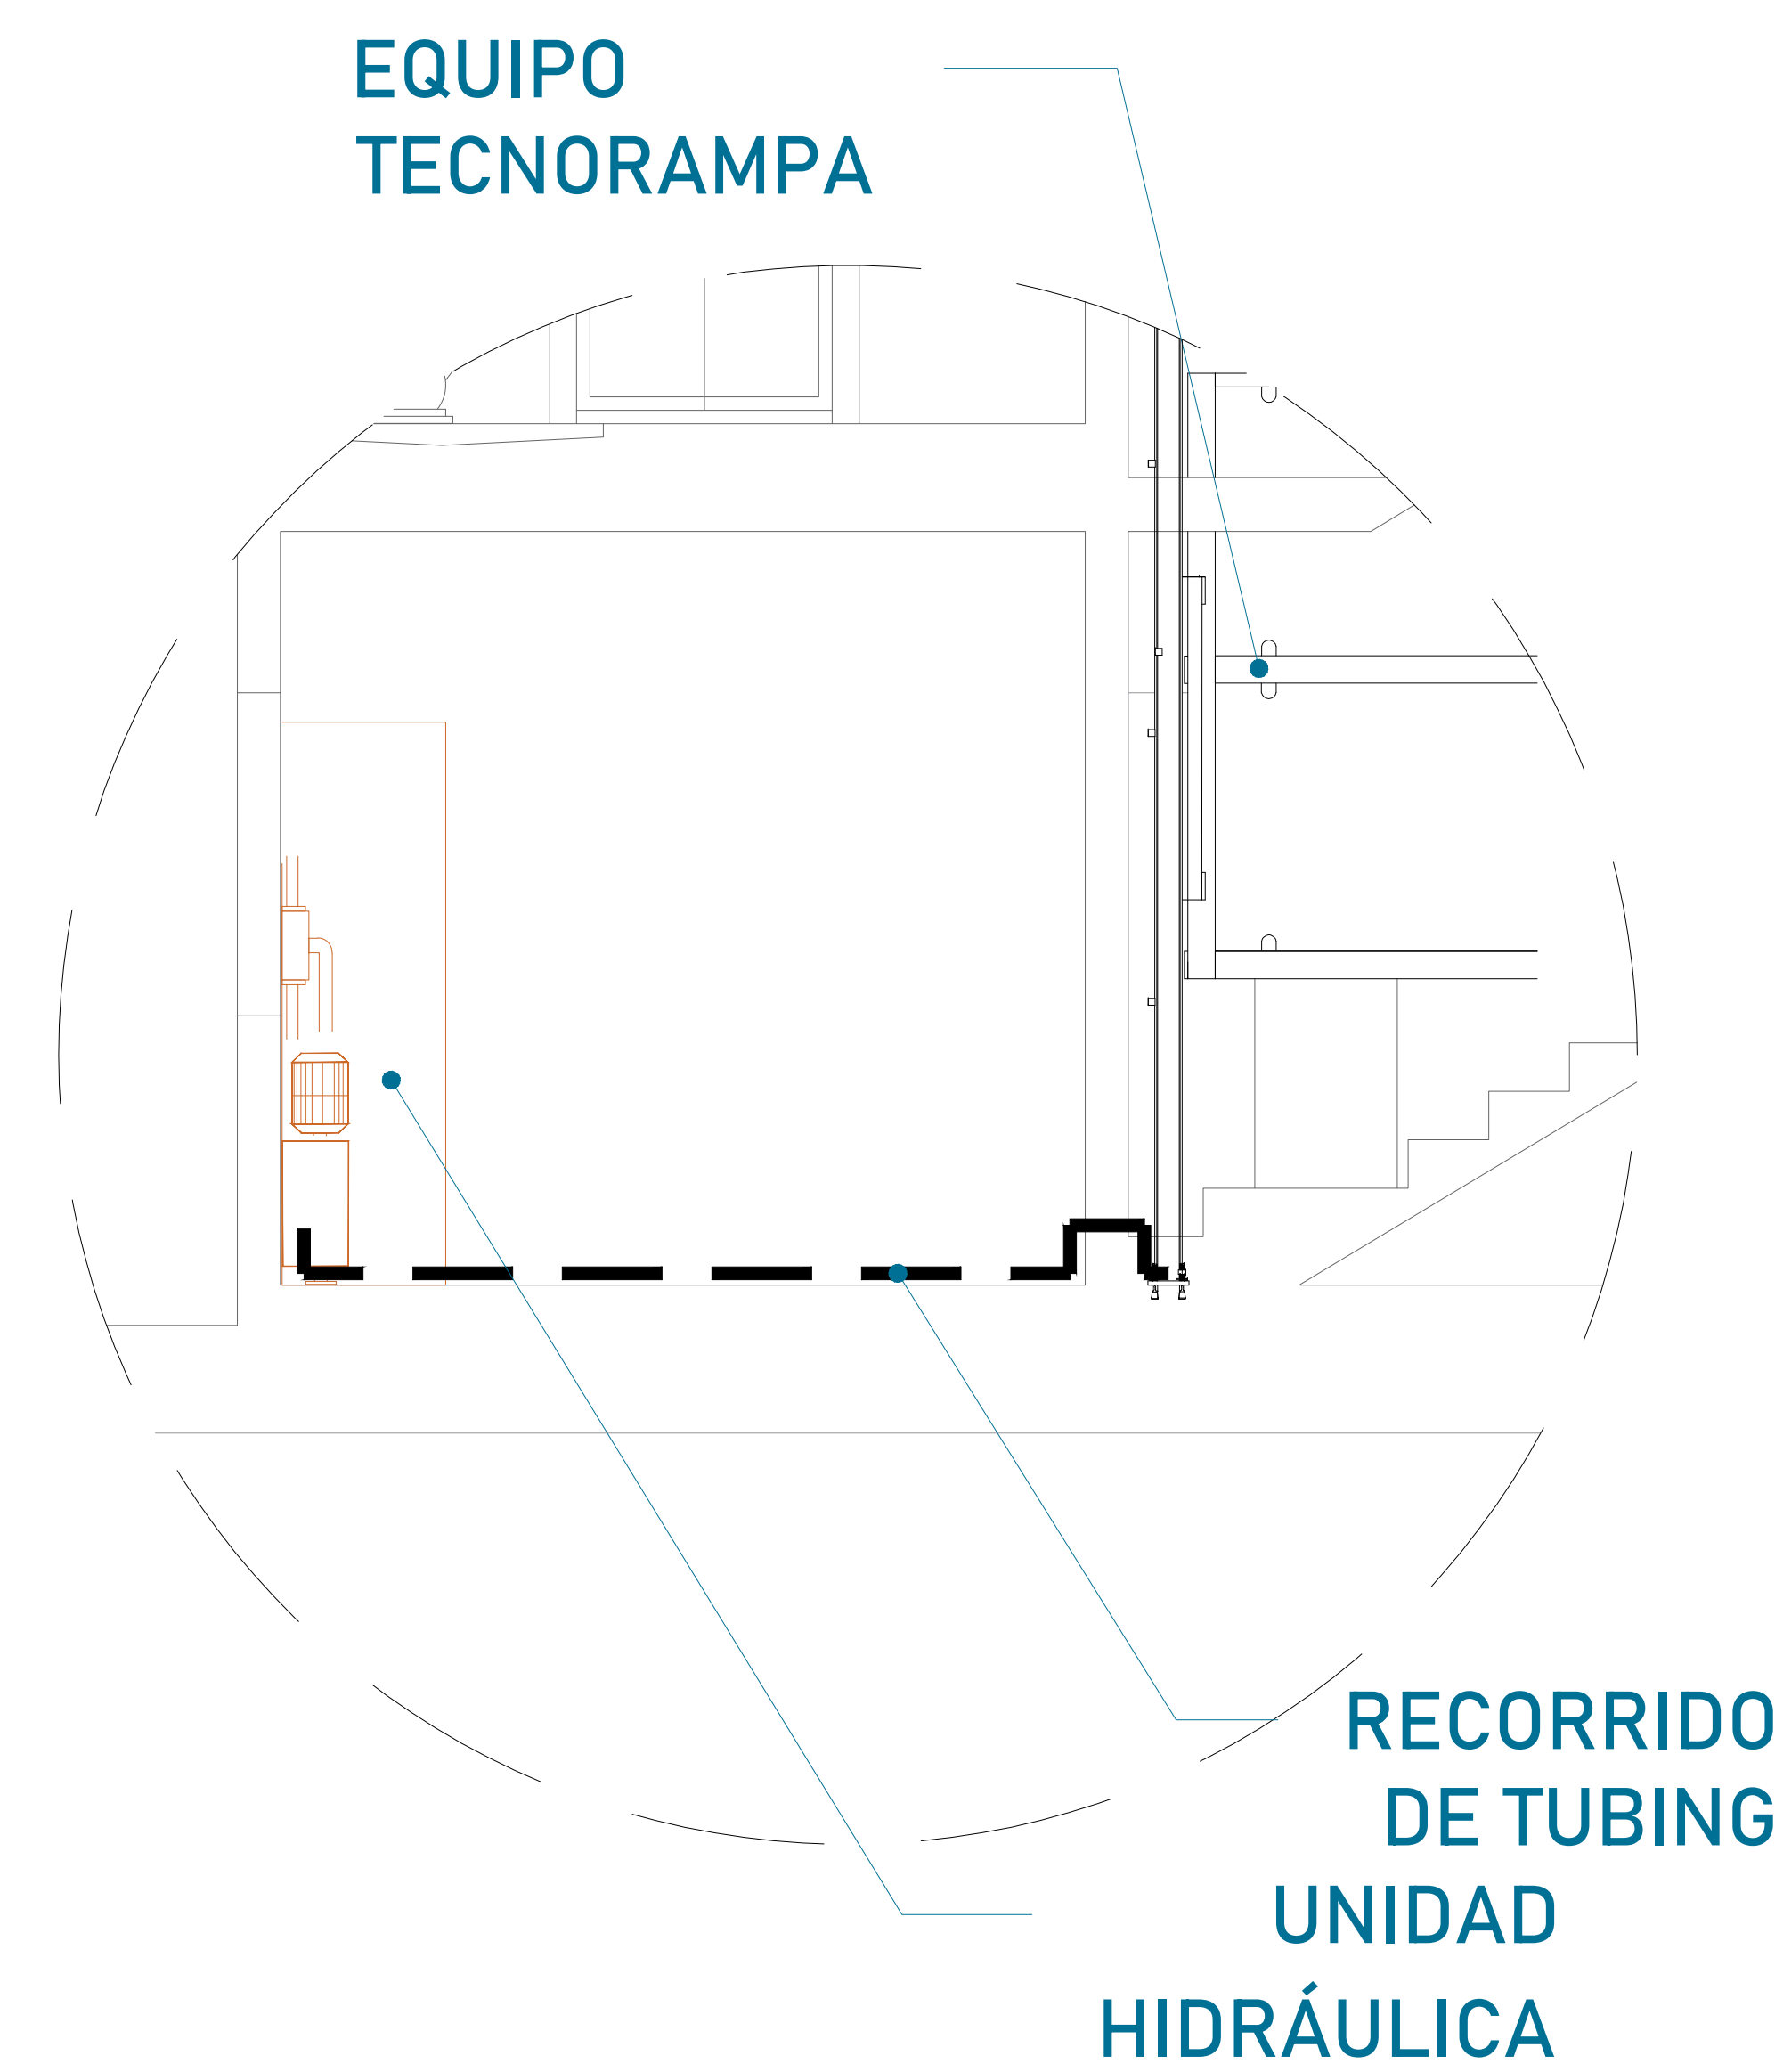 EQUIPO
TECNORAMPA
RECORRIDO
DE TUBING
UNIDAD
HIDRÁULICA